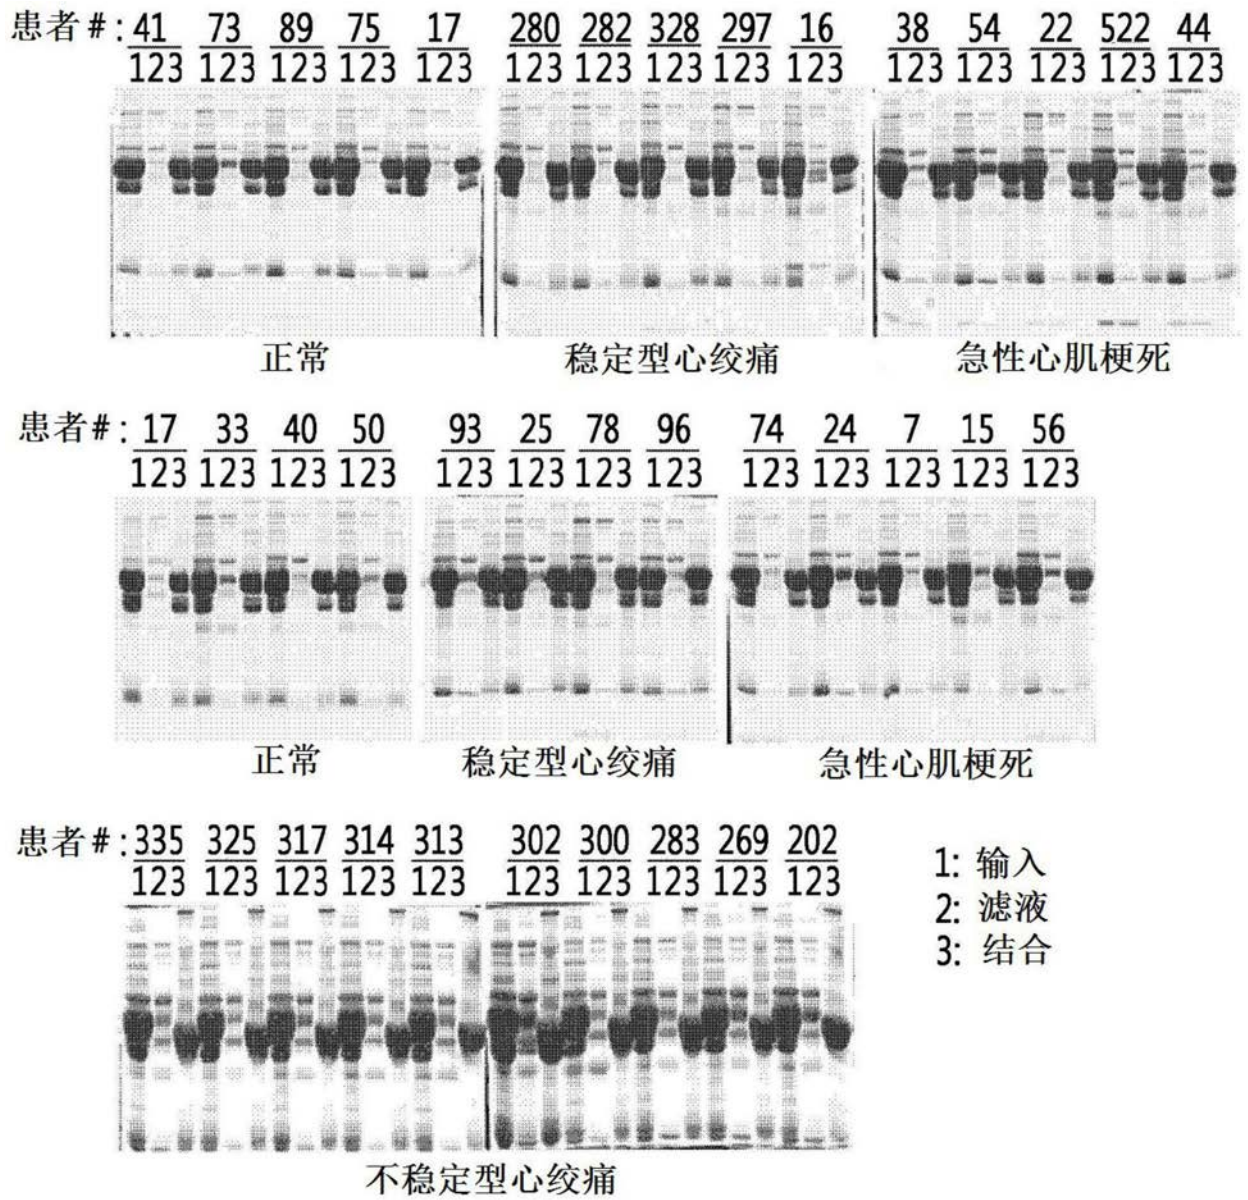 患者#: 41 73 89 75 17 280 282 328 297 16 38 54 22 522 44
123 123 123 123 123 123 123 123 123 123 123 123 123 123 123
正常 稳定型心绞痛 急性心肌梗死
患者#: 17 33 40 50 93 25 78 96 74 24 7 15 56
123 123 123 123 123 123 123 123 123 123 123 123 123
正常 稳定型心绞痛 急性心肌梗死
患者#: 335 325 317 314 313 302 300 283 269 202
123 123 123 123 123 123 123 123 123 123
1: 输入
2: 滤液
3: 结合
不稳定型心绞痛